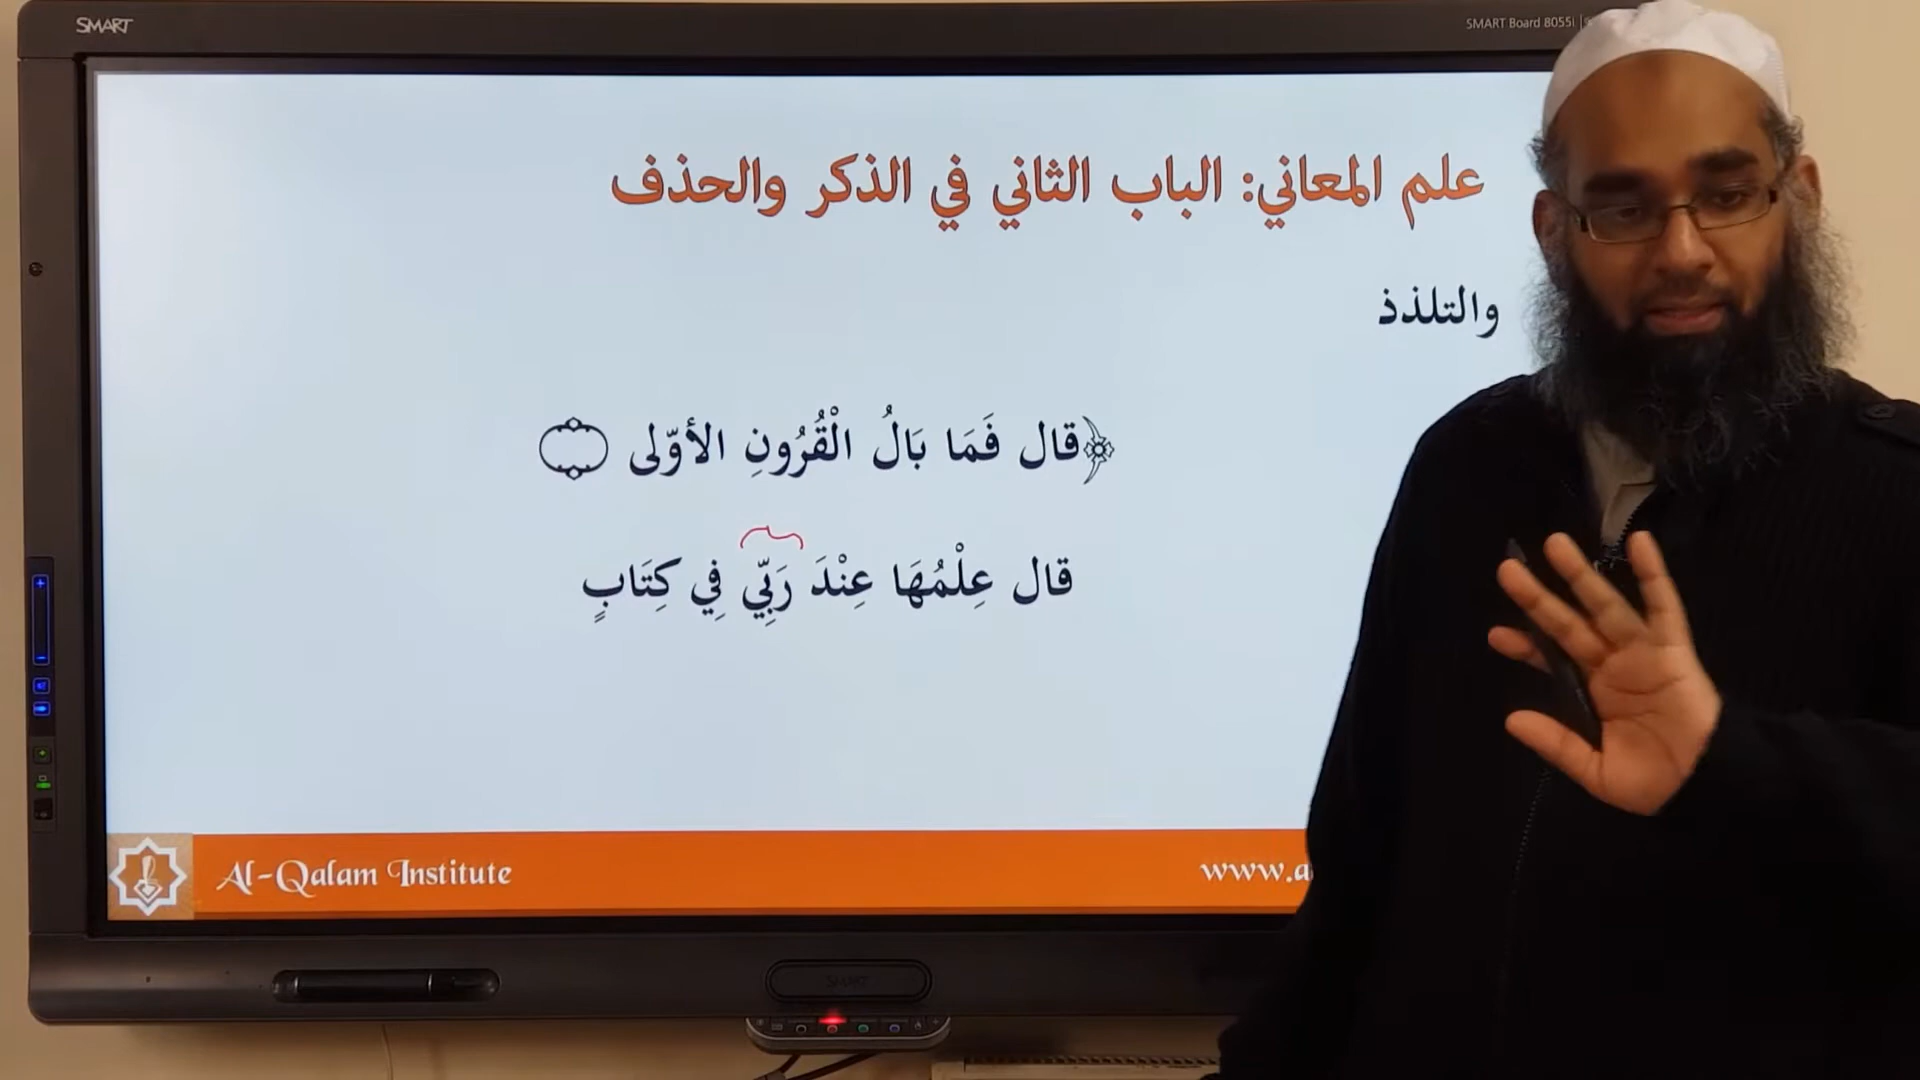 SMART
SMART Board 8055i
علم المعاني: الباب الثاني في الذكر والحذف
والتلذذ
﴿قال فَمَا بَالُ الْقُرُونِ الأوّلى ۝
قال عِلْمُهَا عِنْدَ رَبِّي فِي كِتَابٍ
Al-Qalam Institute
www.a
SMART